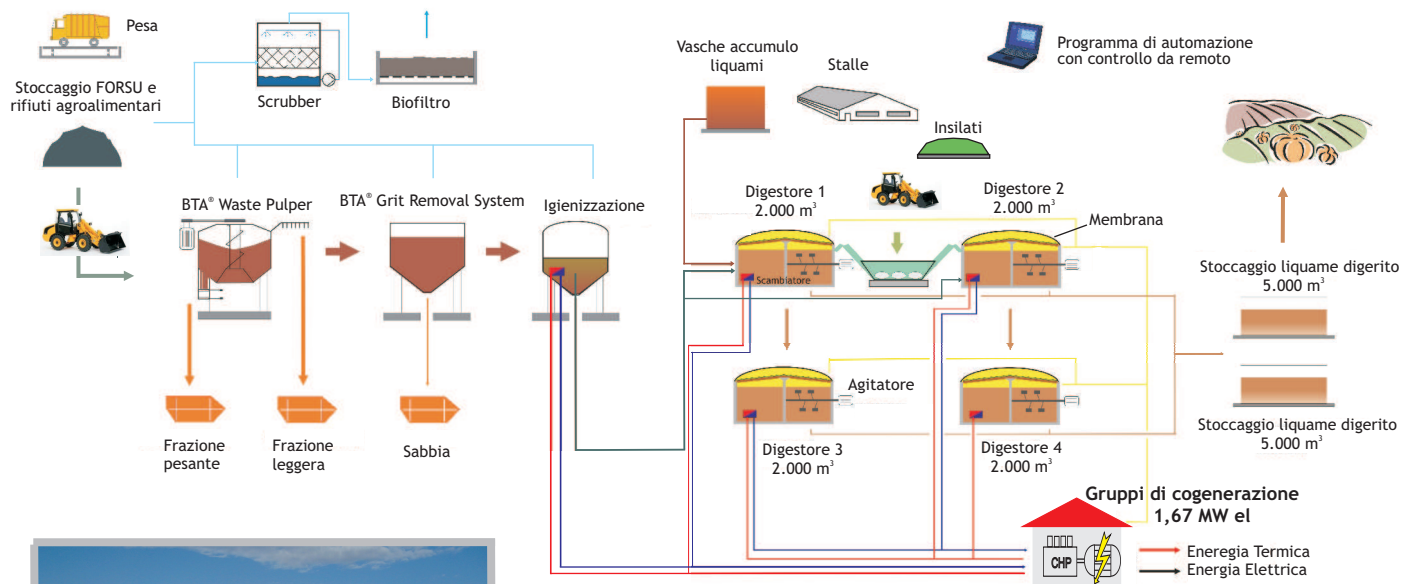 Pesa
Stoccaggio FORSU e
rifiuti agroalimentari
Scrubber
Biofiltro
Vasche accumulo
liquami
Stalle
Insilati
Programma di automazione
con controllo da remoto
BTA® Waste Pulper
BTA® Grit Removal System
Igienizzazione
Digestore 1
2.000 m³
Digestore 2
2.000 m³
Membrana
Scambiatore
Stoccaggio liquame digerito
5.000 m³
Agitatore
Frazione
pesante
Frazione
leggera
Sabbia
Digestore 3
2.000 m³
Digestore 4
2.000 m³
Stoccaggio liquame digerito
5.000 m³
Gruppi di cogenerazione
1,67 MW el
CHP
Eneregia Termica
Energia Elettrica